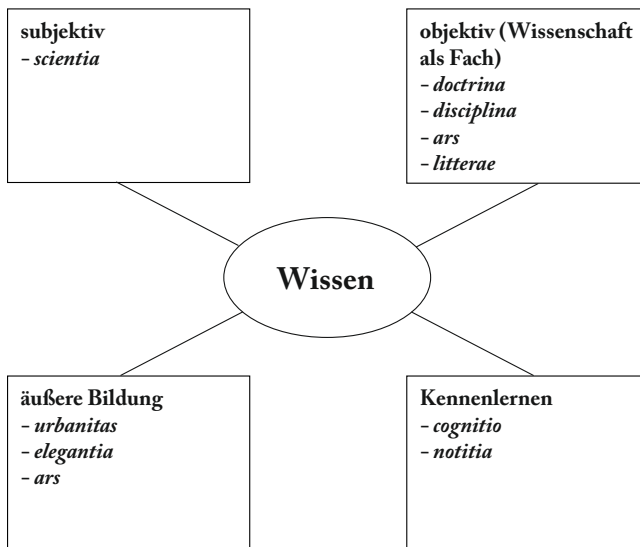 subjektiv
– scientia
objektiv (Wissenschaft
als Fach)
– doctrina
– disciplina
– ars
– litterae
Wissen
äußere Bildung
– urbanitas
– elegantia
– ars
Kennenlernen
– cognitio
– notitia